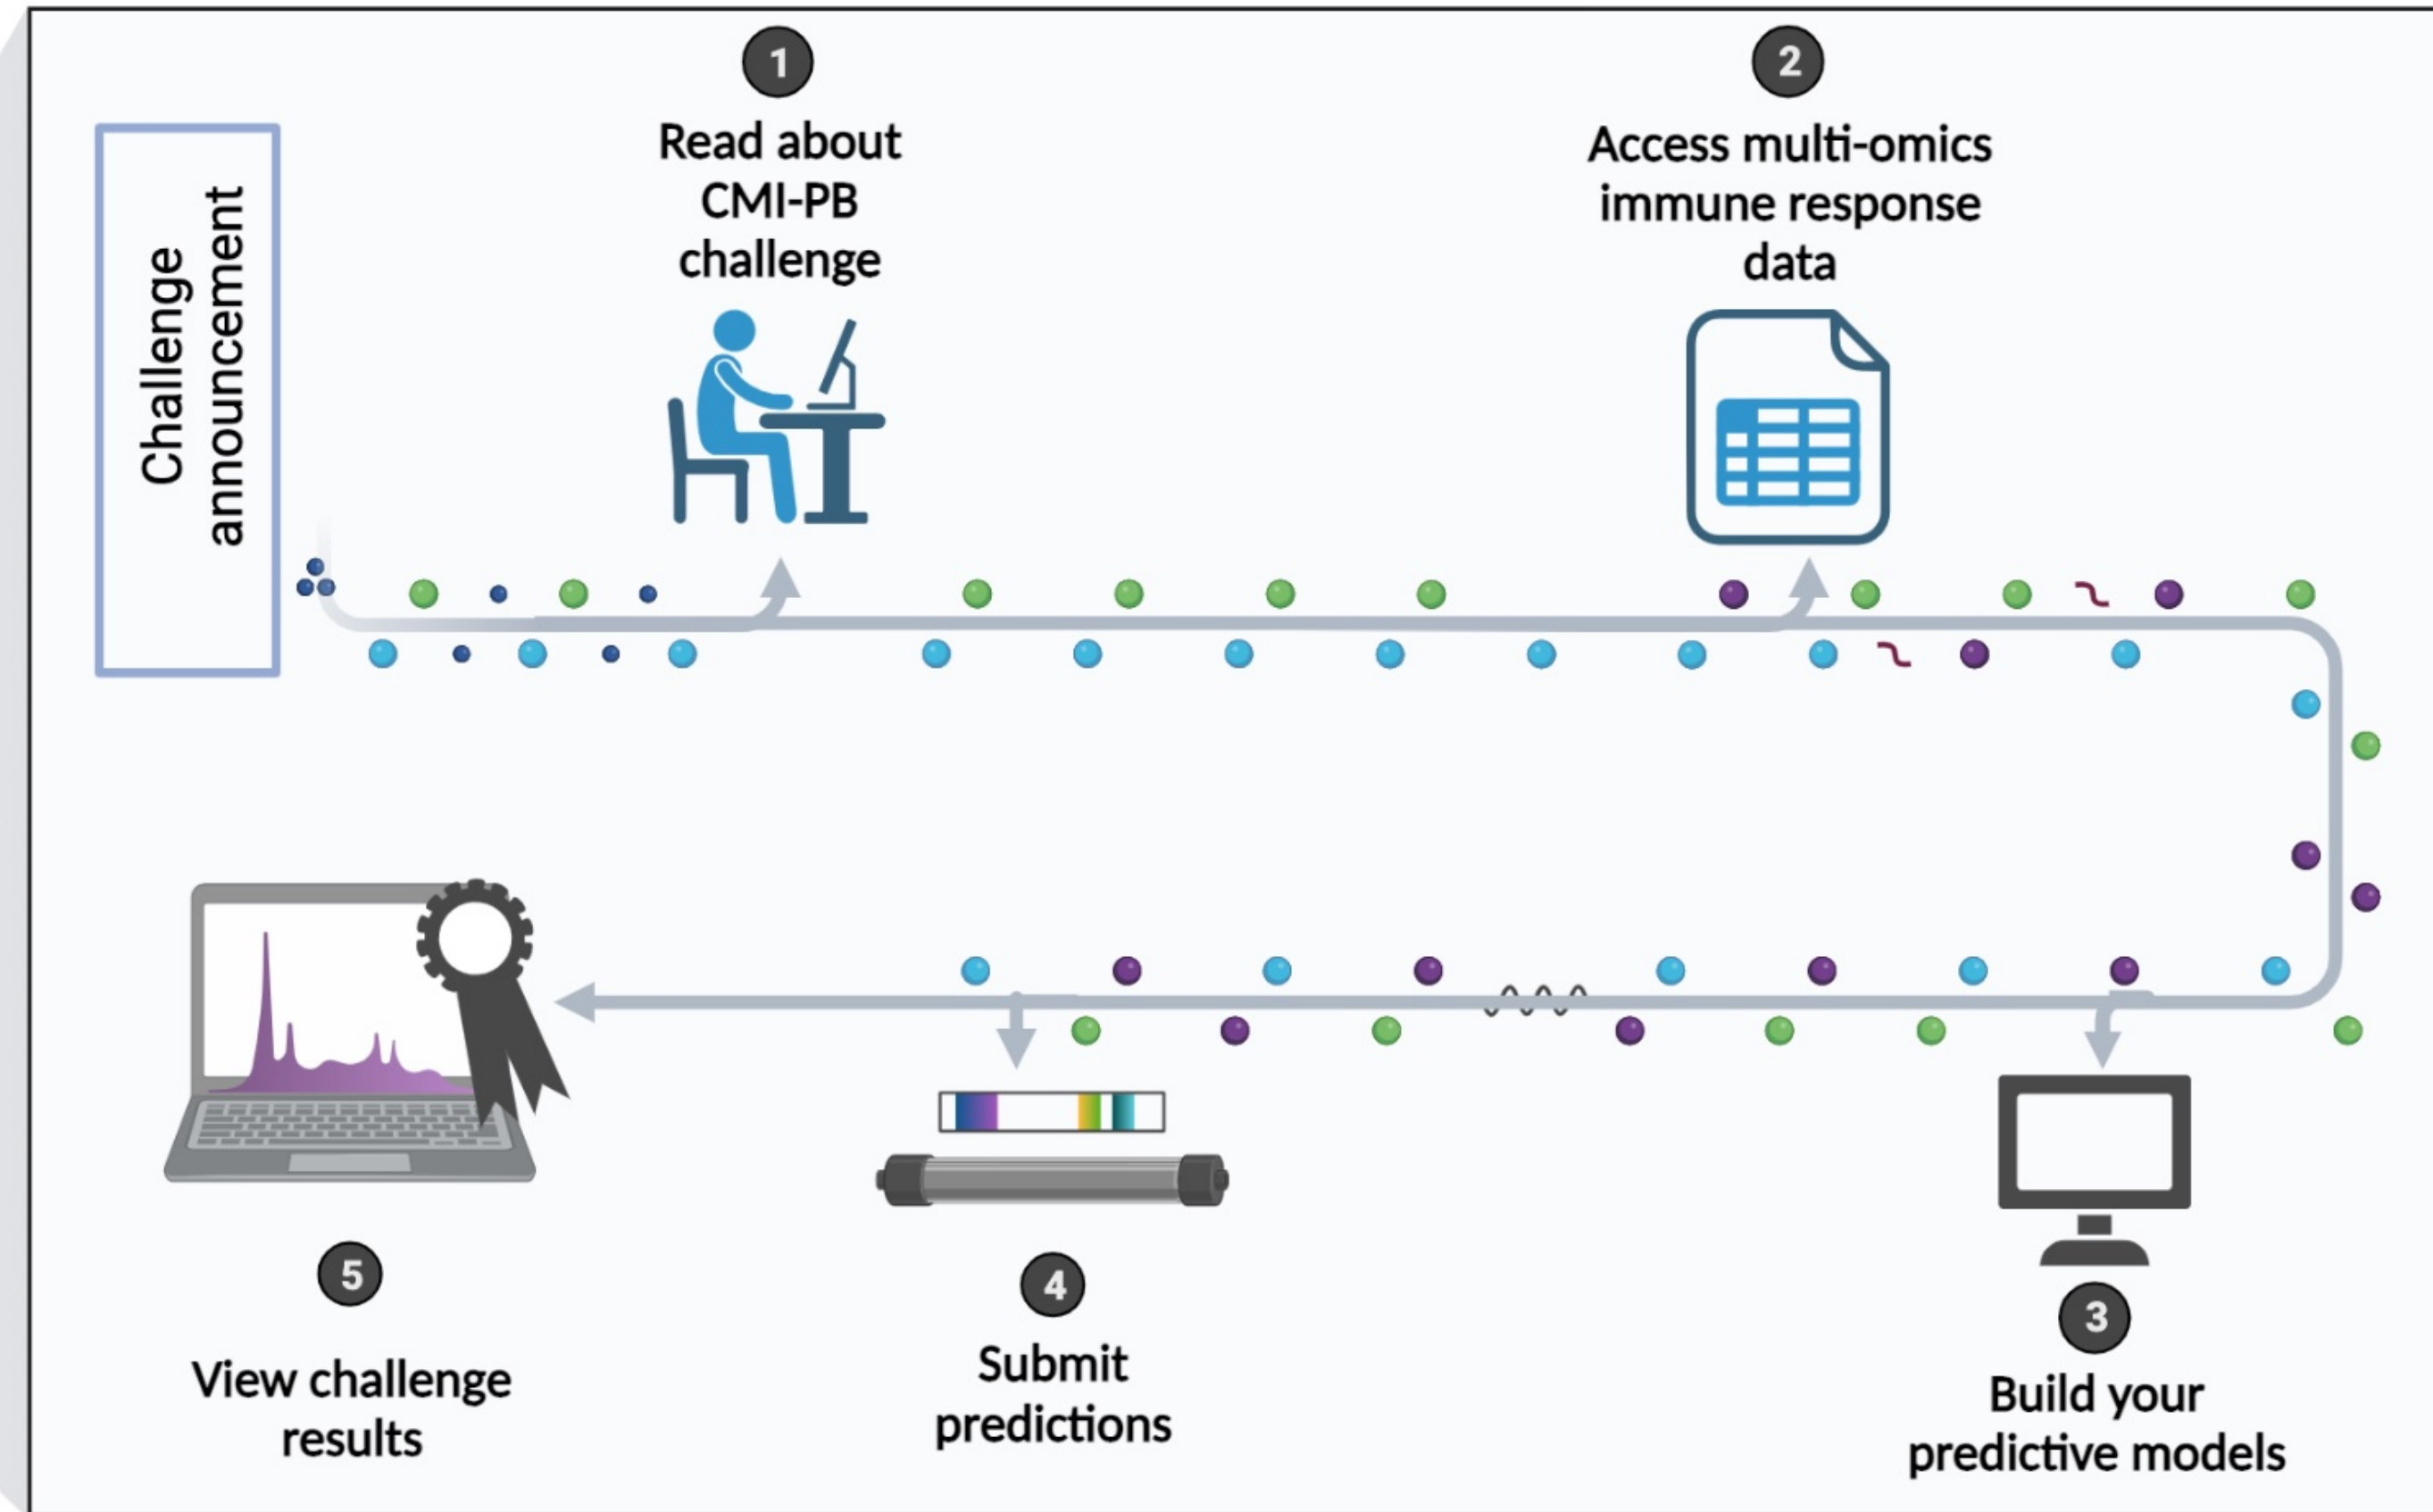 Challenge
announcement
1
Read about
CMI-PB
challenge
2
Access multi-omics
immune response
data
3
Build your
predictive models
4
Submit
predictions
5
View challenge
results